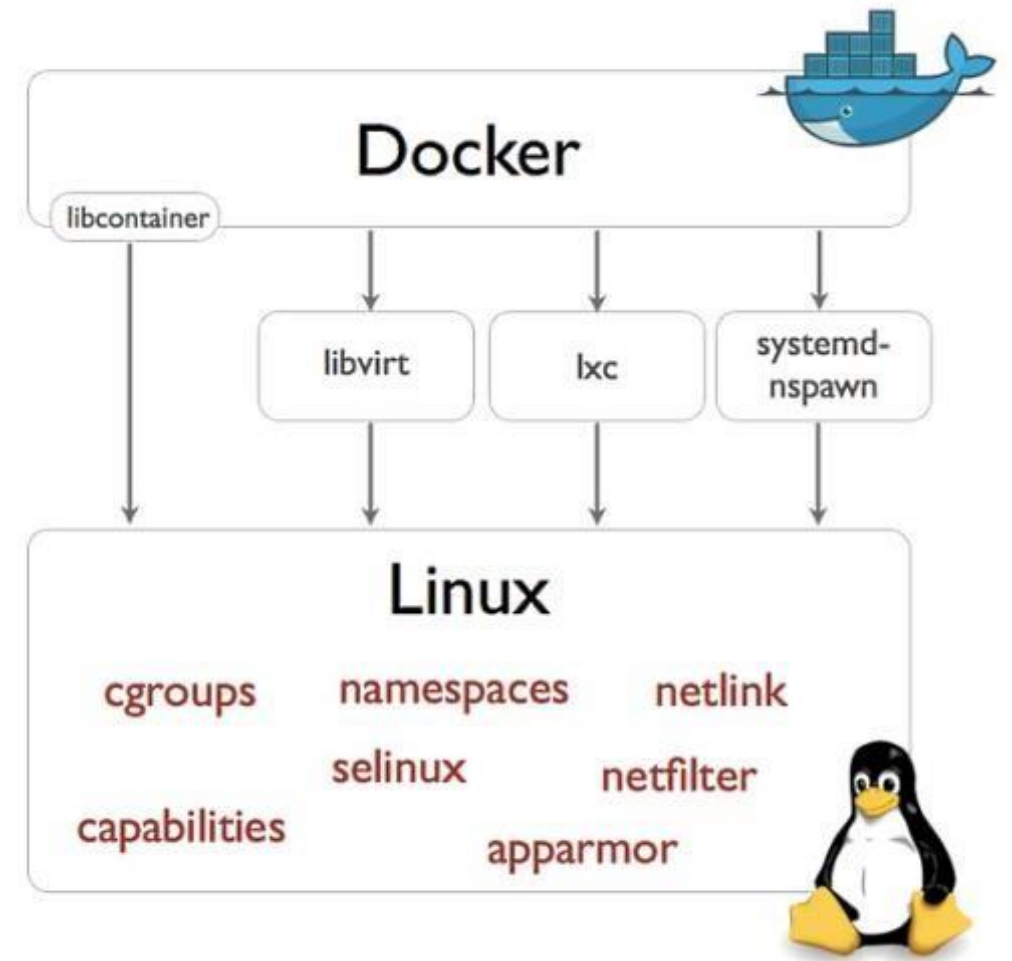 Docker
libcontainer
libvirt
lxc
systemd-
nspawn
Linux
cgroups
namespaces
netlink
selinux
netfilter
capabilities
apparmor